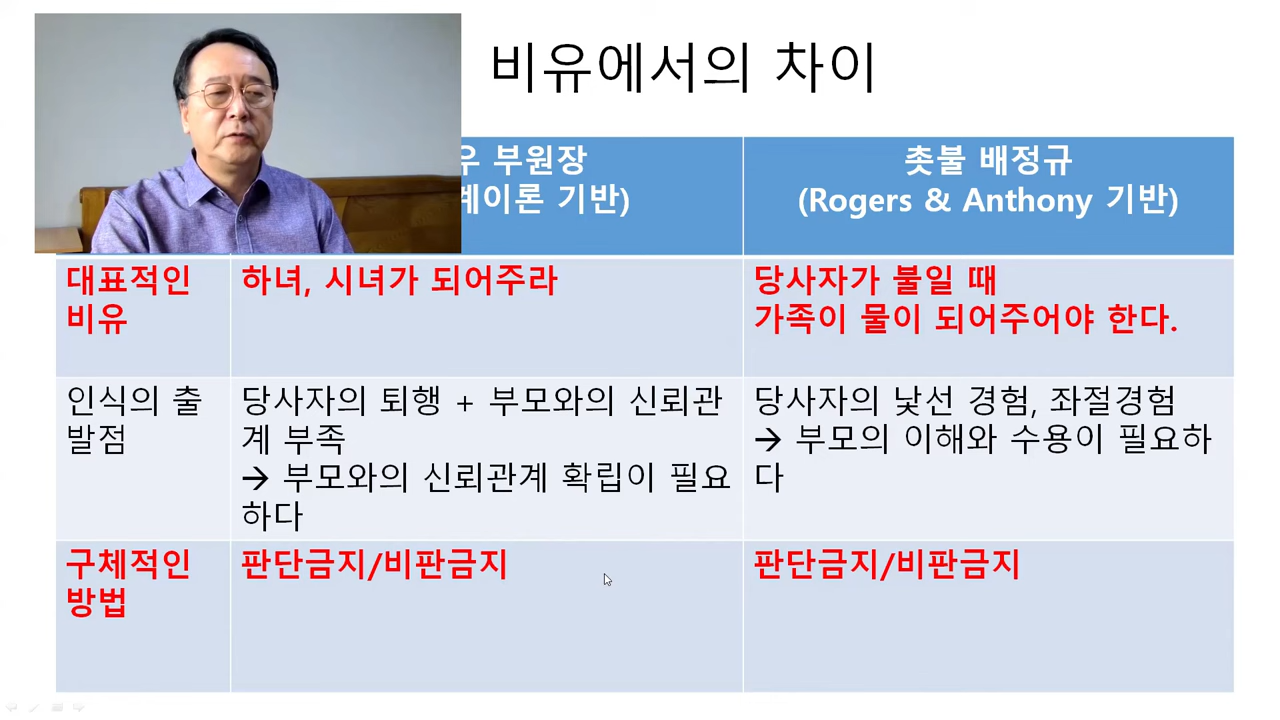 비유에서의 차이
우 부원장
계이론 기반)
촛불 배정규
(Rogers & Anthony 기반)
대표적인
비유
하녀, 시녀가 되어주라
당사자가 불일 때
가족이 물이 되어주어야 한다.
인식의 출
발점
당사자의 퇴행 + 부모와의 신뢰관
계 부족
→ 부모와의 신뢰관계 확립이 필요
하다
당사자의 낯선 경험, 좌절경험
→ 부모의 이해와 수용이 필요하
다
구체적인
방법
판단금지/비판금지
판단금지/비판금지